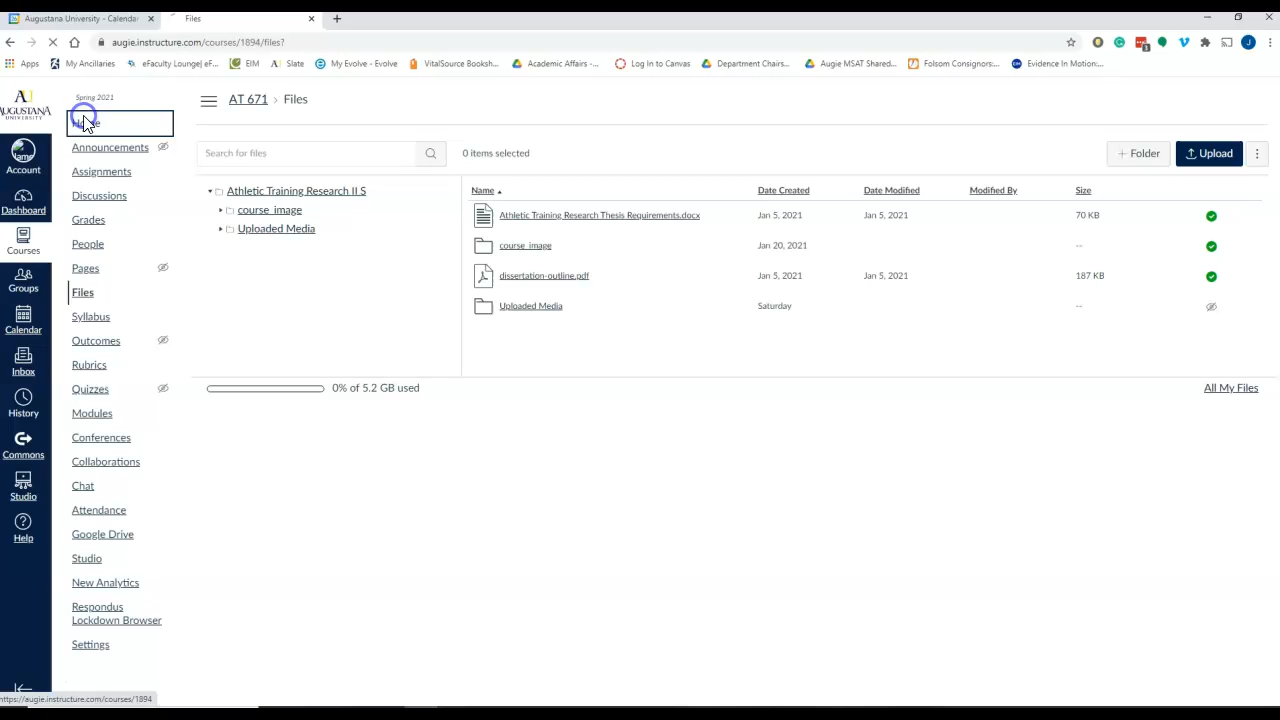 Augustana University - Calendar
Files
augie.instructure.com/courses/1894/files?
Apps
My Ancillaries
eFaculty Lounge| eF...
EIM
Slate
My Evolve - Evolve
VitalSource Booksh...
Academic Affairs -...
Log In to Canvas
Department Chairs...
Augie MSAT Shared...
Folsom Consignors:...
Evidence In Motion:...
AU
AUGUSTANA
UNIVERSITY
Account
Dashboard
Courses
Groups
Calendar
Inbox
History
Commons
Studio
Help
Spring 2021
Home
Announcements
Assignments
Discussions
Grades
People
Pages
Files
Syllabus
Outcomes
Rubrics
Quizzes
Modules
Conferences
Collaborations
Chat
Attendance
Google Drive
Studio
New Analytics
Respondus
Lockdown Browser
Settings
AT 671 › Files
Search for files
0 items selected
+ Folder
Upload
Athletic Training Research II S
course_image
Uploaded Media
Name Date Created Date Modified Modified By Size
Athletic Training Research Thesis Requirements.docx Jan 5, 2021 Jan 5, 2021 70 KB
course_image Jan 20, 2021 --
dissertation-outline.pdf Jan 5, 2021 Jan 5, 2021 187 KB
Uploaded Media Saturday --
0% of 5.2 GB used
All My Files
https://augie.instructure.com/courses/1894